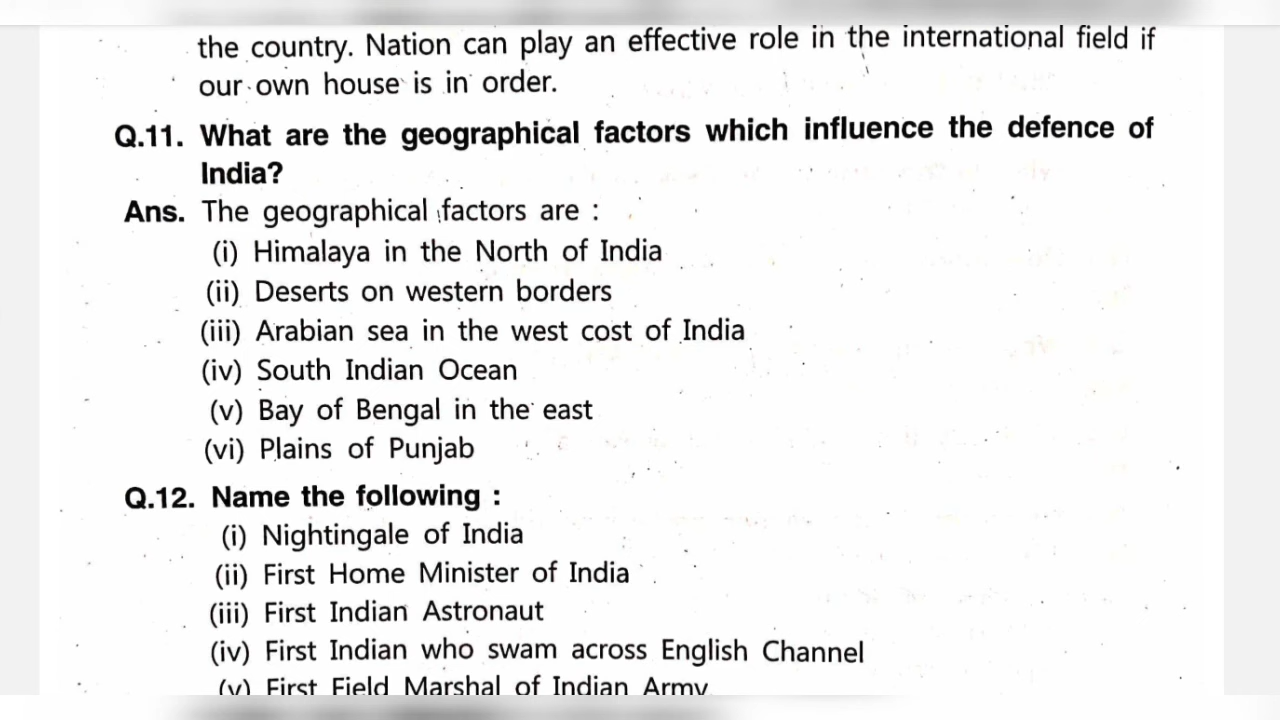 the country. Nation can play an effective role in the international field if
our own house is in order.
Q.11. What are the geographical factors which influence the defence of
India?
Ans. The geographical factors are :
(i) Himalaya in the North of India
(ii) Deserts on western borders
(iii) Arabian sea in the west cost of India
(iv) South Indian Ocean
(v) Bay of Bengal in the east
(vi) Plains of Punjab
Q.12. Name the following :
(i) Nightingale of India
(ii) First Home Minister of India
(iii) First Indian Astronaut
(iv) First Indian who swam across English Channel
(v) First Field Marshal of Indian Army